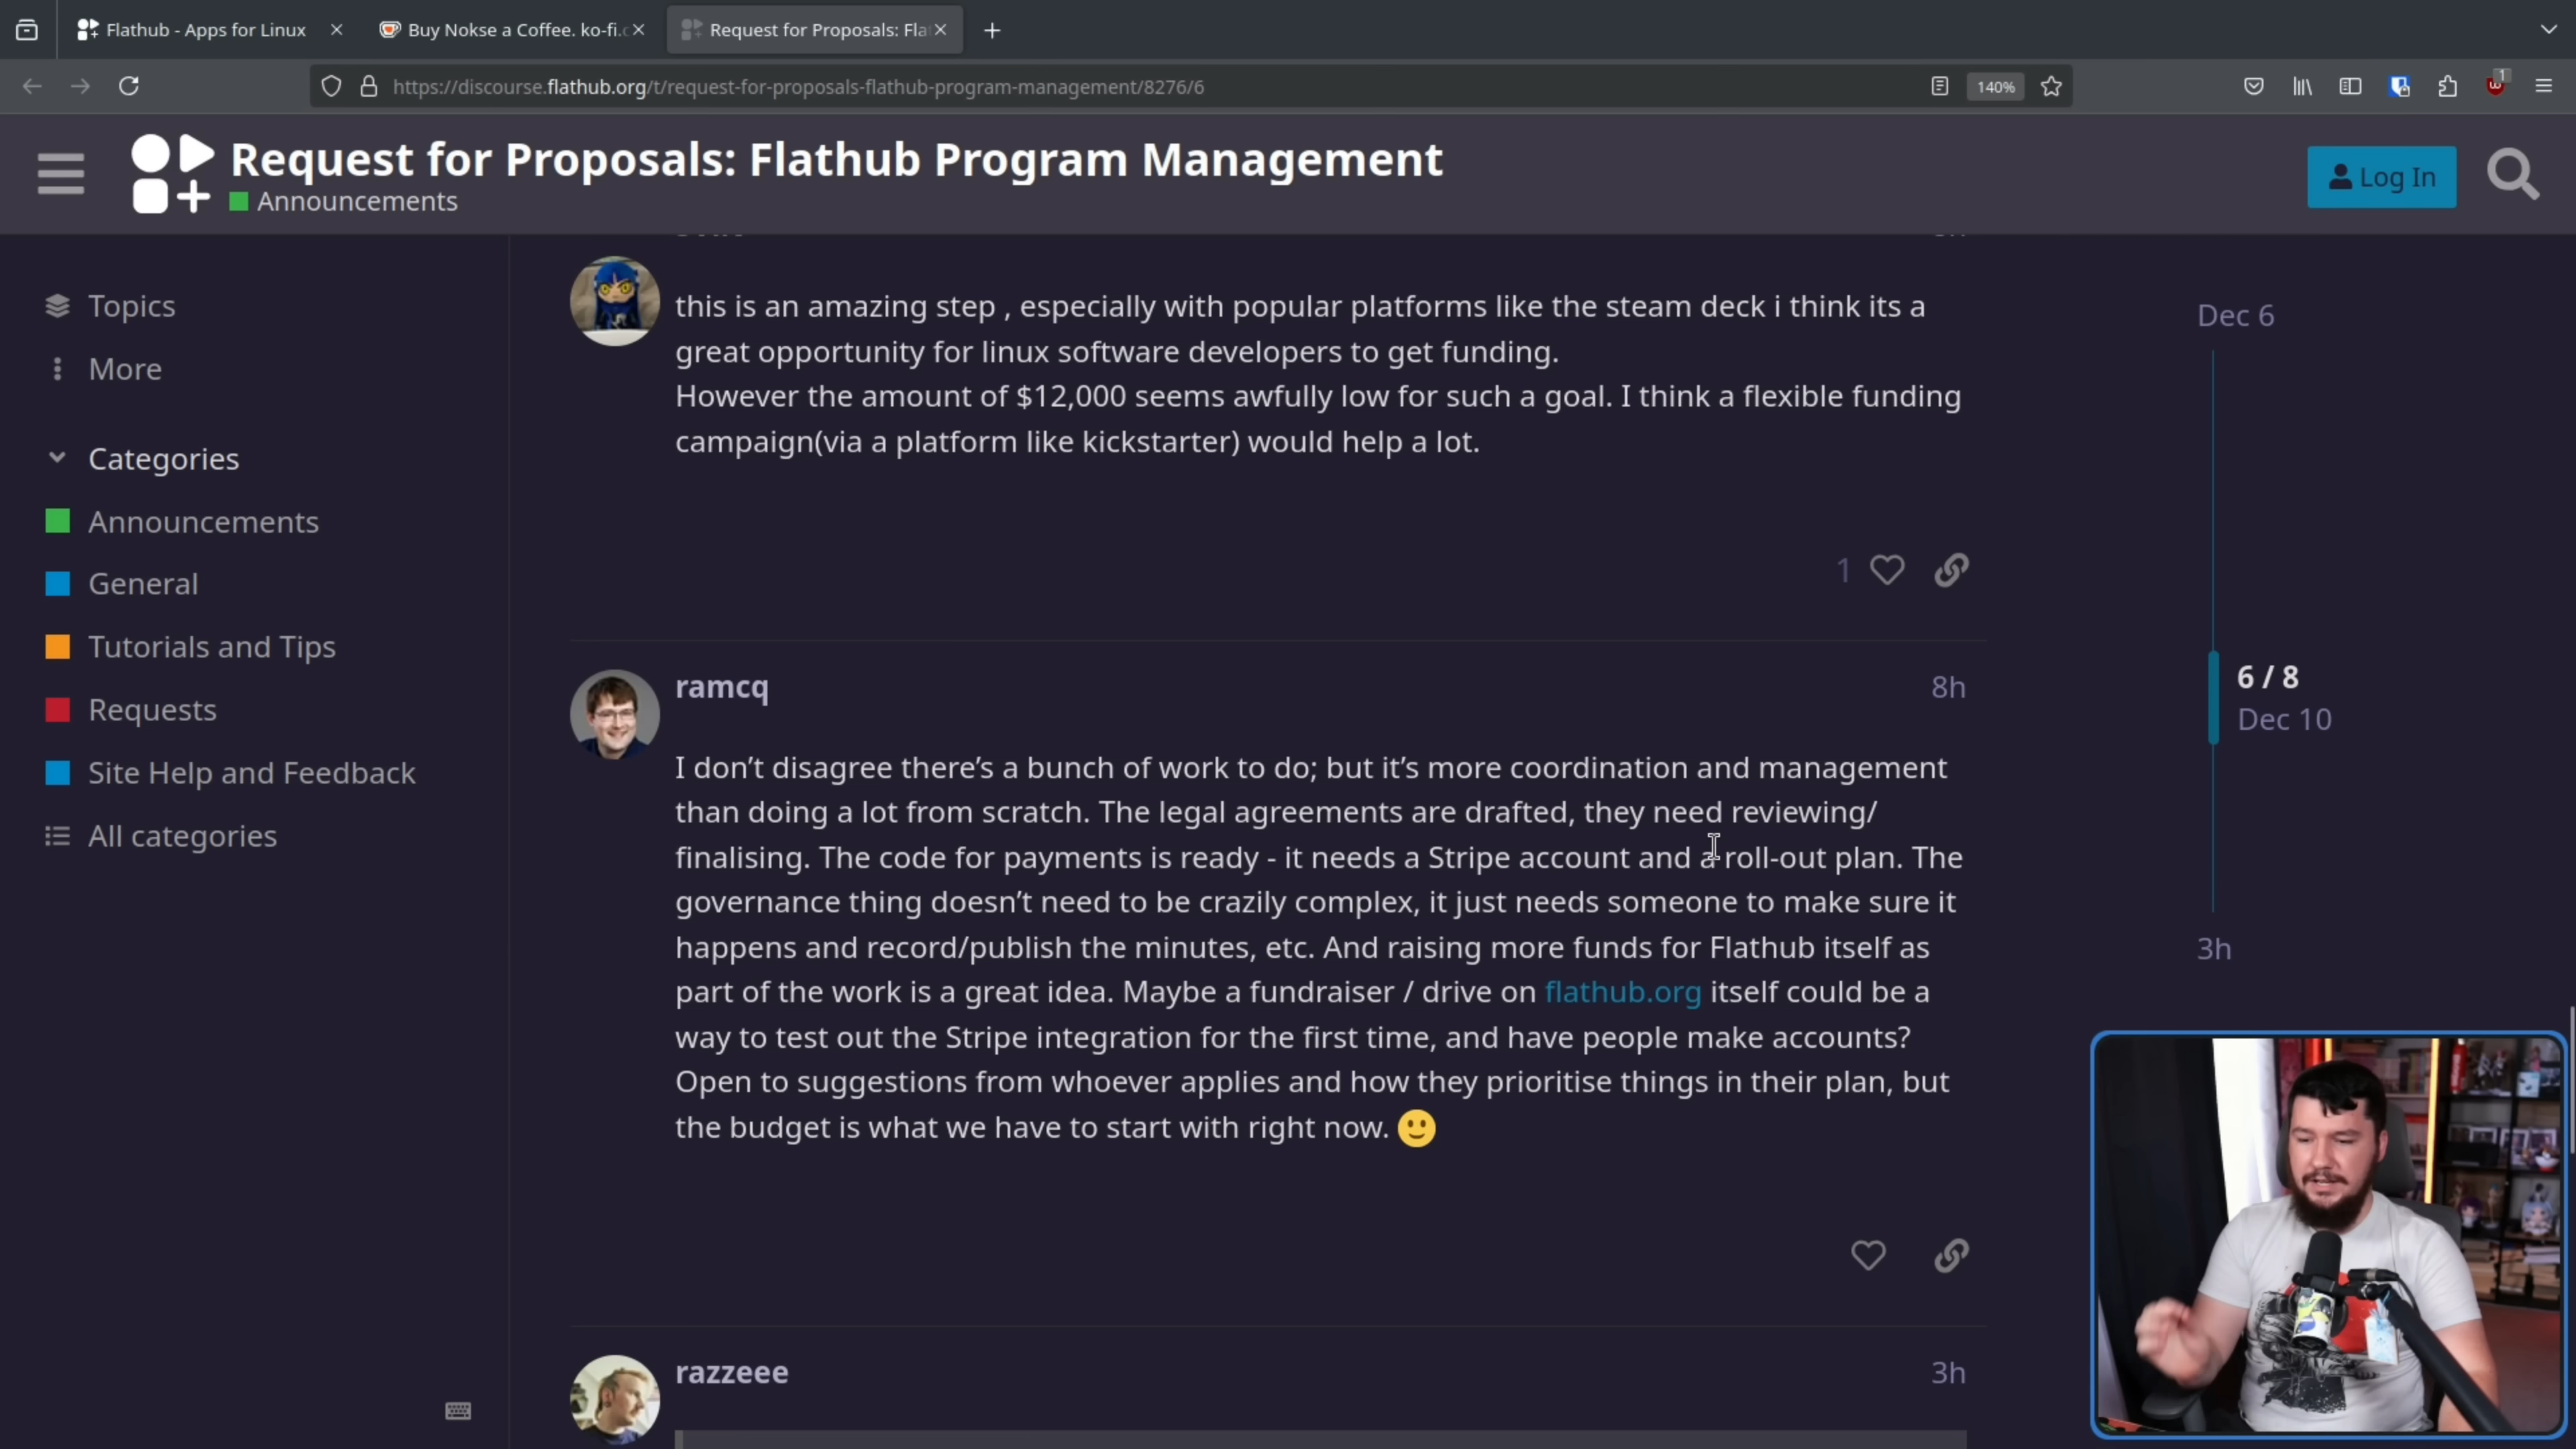 Flathub - Apps for Linux
Buy Nokse a Coffee. ko-fi.c
Request for Proposals: Fla
https://discourse.flathub.org/t/request-for-proposals-flathub-program-management/8276/6
140%
1
Request for Proposals: Flathub Program Management
Announcements
Log In
Topics
More
Categories
Announcements
General
Tutorials and Tips
Requests
Site Help and Feedback
All categories
this is an amazing step , especially with popular platforms like the steam deck i think its a
great opportunity for linux software developers to get funding.
However the amount of $12,000 seems awfully low for such a goal. I think a flexible funding
campaign(via a platform like kickstarter) would help a lot.
1
ramcq
8h
I don’t disagree there’s a bunch of work to do; but it’s more coordination and management
than doing a lot from scratch. The legal agreements are drafted, they need reviewing/
finalising. The code for payments is ready - it needs a Stripe account and a roll-out plan. The
governance thing doesn’t need to be crazily complex, it just needs someone to make sure it
happens and record/publish the minutes, etc. And raising more funds for Flathub itself as
part of the work is a great idea. Maybe a fundraiser / drive on flathub.org itself could be a
way to test out the Stripe integration for the first time, and have people make accounts?
Open to suggestions from whoever applies and how they prioritise things in their plan, but
the budget is what we have to start with right now. 🙂
razzeee
3h
Dec 6
6 / 8
Dec 10
3h